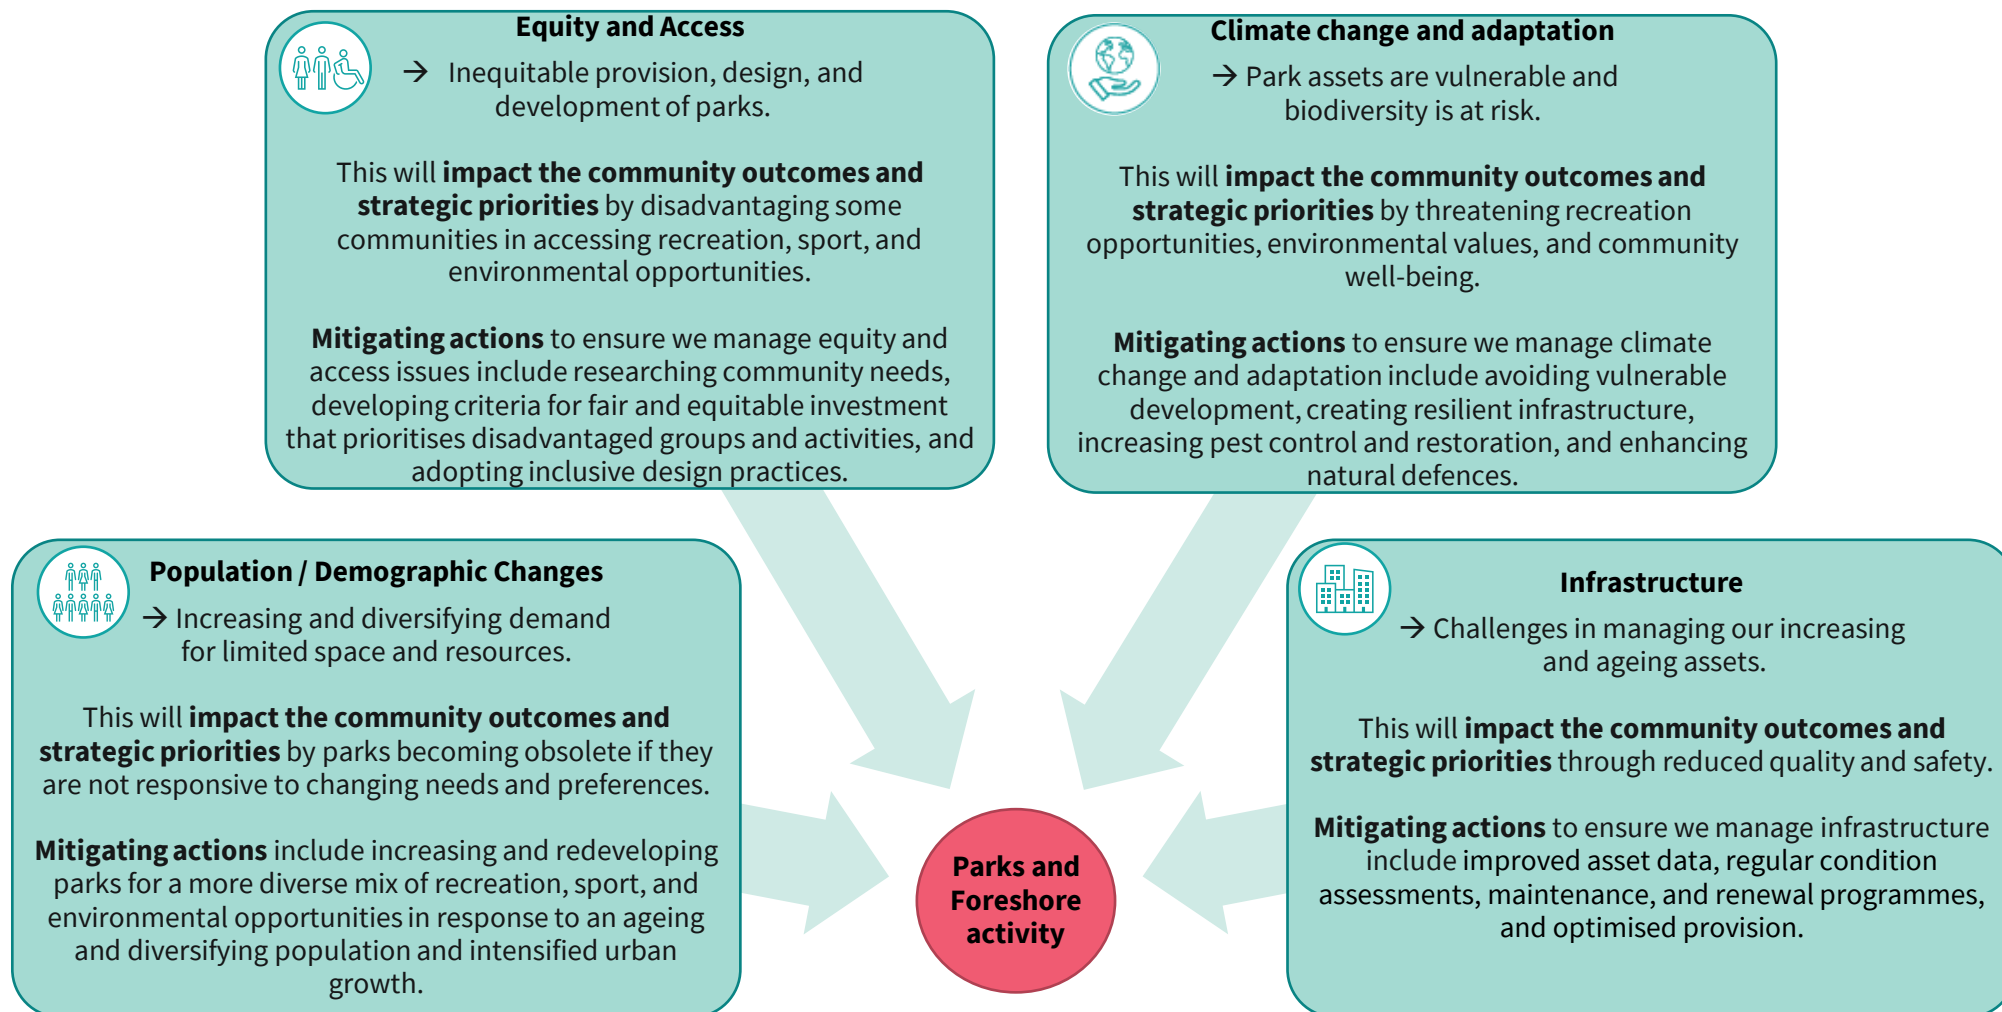 Equity and Access
→ Inequitable provision, design, and
development of parks.
This will impact the community outcomes and
strategic priorities by disadvantaging some
communities in accessing recreation, sport, and
environmental opportunities.
Mitigating actions to ensure we manage equity and
access issues include researching community needs,
developing criteria for fair and equitable investment
that prioritises disadvantaged groups and activities, and
adopting inclusive design practices.
Climate change and adaptation
→ Park assets are vulnerable and
biodiversity is at risk.
This will impact the community outcomes and
strategic priorities by threatening recreation
opportunities, environmental values, and community
well-being.
Mitigating actions to ensure we manage climate
change and adaptation include avoiding vulnerable
development, creating resilient infrastructure,
increasing pest control and restoration, and enhancing
natural defences.
Population / Demographic Changes
→ Increasing and diversifying demand
for limited space and resources.
This will impact the community outcomes and
strategic priorities by parks becoming obsolete if they
are not responsive to changing needs and preferences.
Mitigating actions include increasing and redeveloping
parks for a more diverse mix of recreation, sport, and
environmental opportunities in response to an ageing
and diversifying population and intensified urban
growth.
Parks and
Foreshore
activity
Infrastructure
→ Challenges in managing our increasing
and ageing assets.
This will impact the community outcomes and
strategic priorities through reduced quality and safety.
Mitigating actions to ensure we manage infrastructure
include improved asset data, regular condition
assessments, maintenance, and renewal programmes,
and optimised provision.